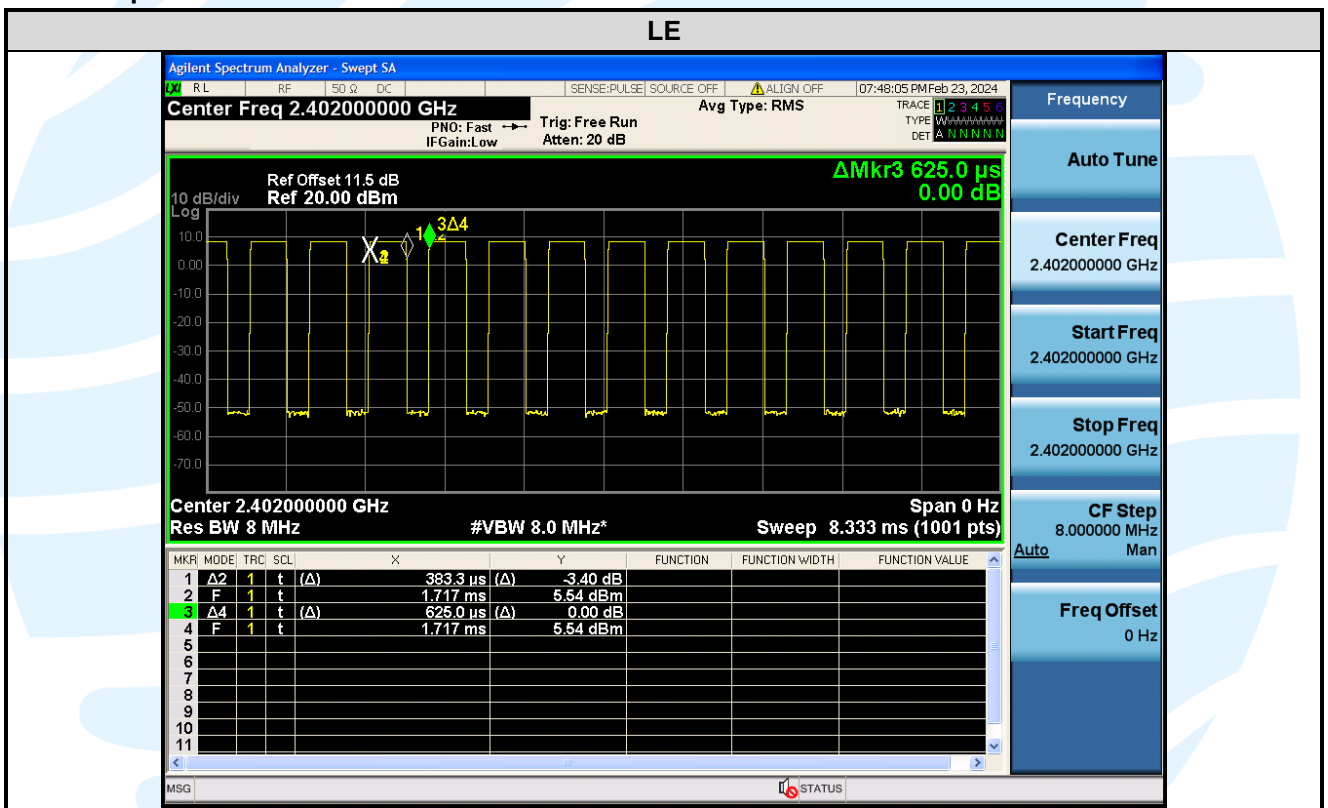 LE
Agilent Spectrum Analyzer - Swept SA
RL RF 50 Ω DC SENSE:PULSE SOURCE OFF ALIGN OFF 07:48:05 PM Feb 23, 2024
Center Freq 2.402000000 GHz
PNO: Fast
IFGain:Low
Trig: Free Run
Atten: 20 dB
Avg Type: RMS
TRACE 1 2 3 4 5 6
TYPE W
DET A N N N N N
ΔMkr3 625.0 µs
0.00 dB
Ref Offset 11.5 dB
10 dB/div Ref 20.00 dBm
Log
10.0
0.00
-10.0
-20.0
-30.0
-40.0
-50.0
-60.0
-70.0
3Δ4
Center 2.402000000 GHz Span 0 Hz
Res BW 8 MHz #VBW 8.0 MHz* Sweep 8.333 ms (1001 pts)
MKR MODE TRC SCL X Y FUNCTION FUNCTION WIDTH FUNCTION VALUE
1 Δ2 1 t (Δ) 383.3 µs (Δ) -3.40 dB
2 F 1 t 1.717 ms 5.54 dBm
3 Δ4 1 t (Δ) 625.0 µs (Δ) 0.00 dB
4 F 1 t 1.717 ms 5.54 dBm
5
6
7
8
9
10
11
MSG STATUS
Frequency
Auto Tune
Center Freq
2.402000000 GHz
Start Freq
2.402000000 GHz
Stop Freq
2.402000000 GHz
CF Step
8.000000 MHz
Auto Man
Freq Offset
0 Hz